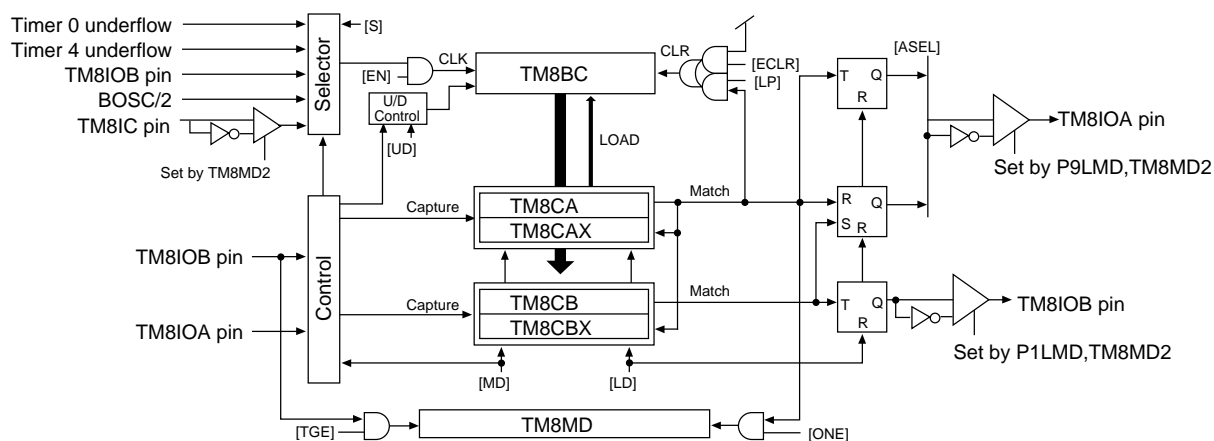 Timer 0 underflow
Timer 4 underflow
TM8IOB pin
BOSC/2
TM8IC pin
Set by TM8MD2
Selector
[S]
[EN]
CLK
U/D
Control
[UD]
TM8BC
CLR
[ECLR]
[LP]
LOAD
T
Q
R
[ASEL]
TM8IOA pin
Set by P9LMD,TM8MD2
Capture
TM8CA
TM8CAX
Match
R
Q
S
R
TM8IOB pin
TM8IOA pin
Control
Capture
TM8CB
TM8CBX
Match
T
Q
R
TM8IOB pin
Set by P1LMD,TM8MD2
[MD]
[LD]
[TGE]
TM8MD
[ONE]